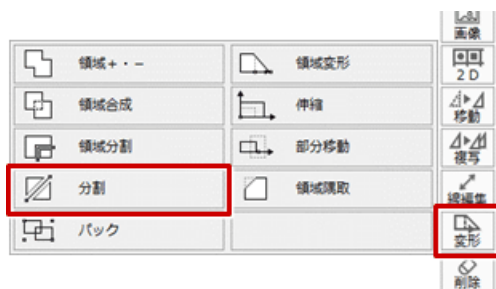 領域+・-
領域変形
領域合成
伸縮
領域分割
部分移動
分割
領域隅取
パック
画像
2D
移動
複写
線編集
変形
削除